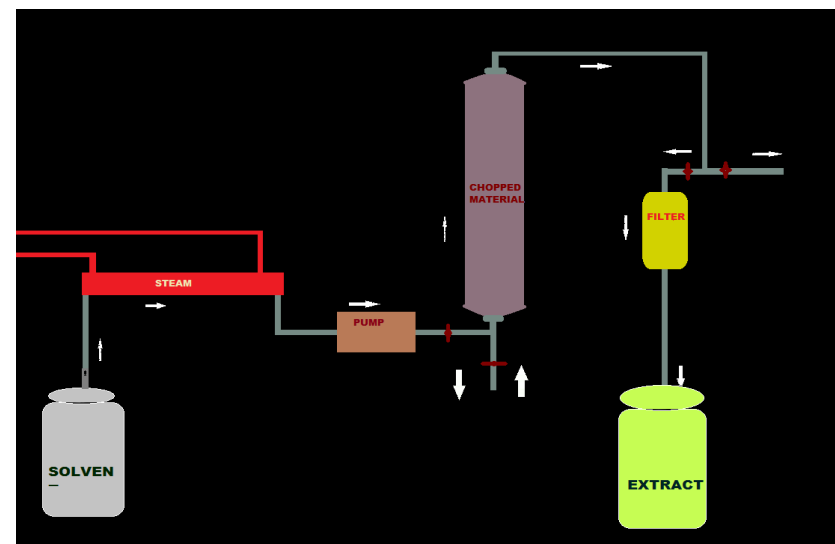 CHOPPED
MATERIAL
FILTER
STEAM
PUMP
SOLVEN
EXTRACT